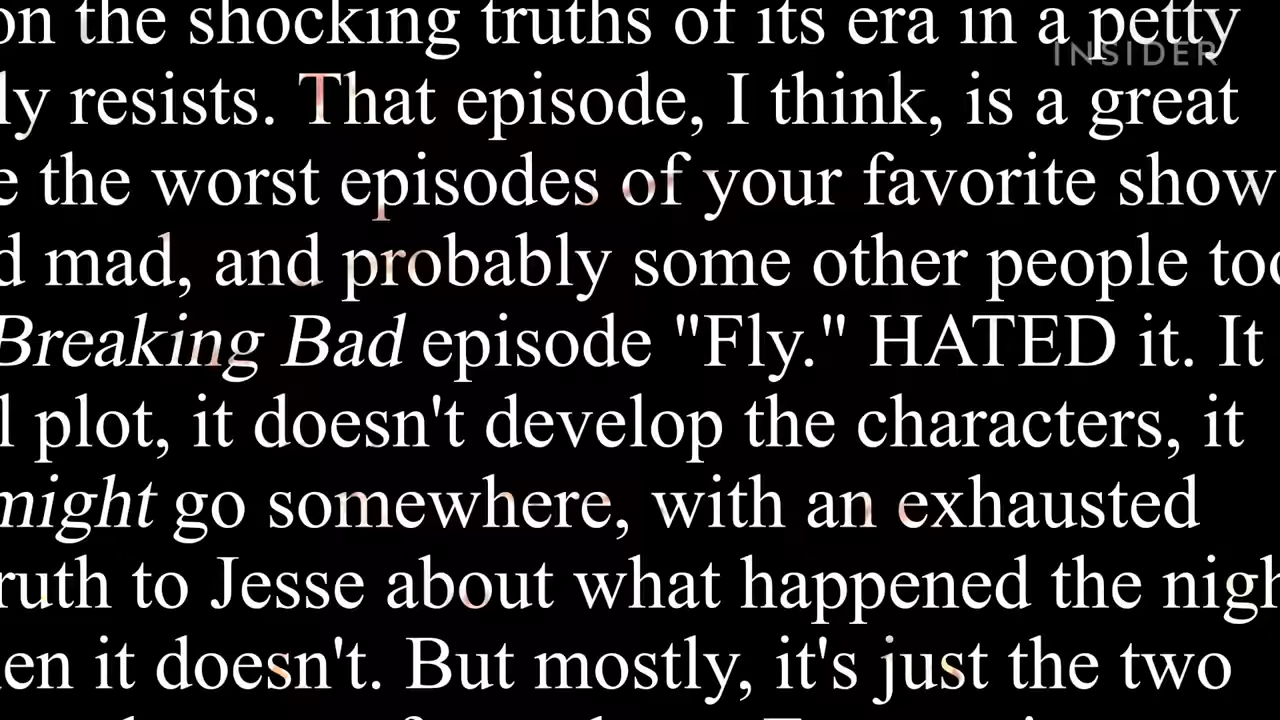 on the shocking truths of its era in a petty
INSIDER
ly resists. That episode, I think, is a great
e the worst episodes of your favorite show
d mad, and probably some other people too
Breaking Bad episode "Fly." HATED it. It
l plot, it doesn't develop the characters, it
might go somewhere, with an exhausted
ruth to Jesse about what happened the nigh
en it doesn't. But mostly, it's just the two